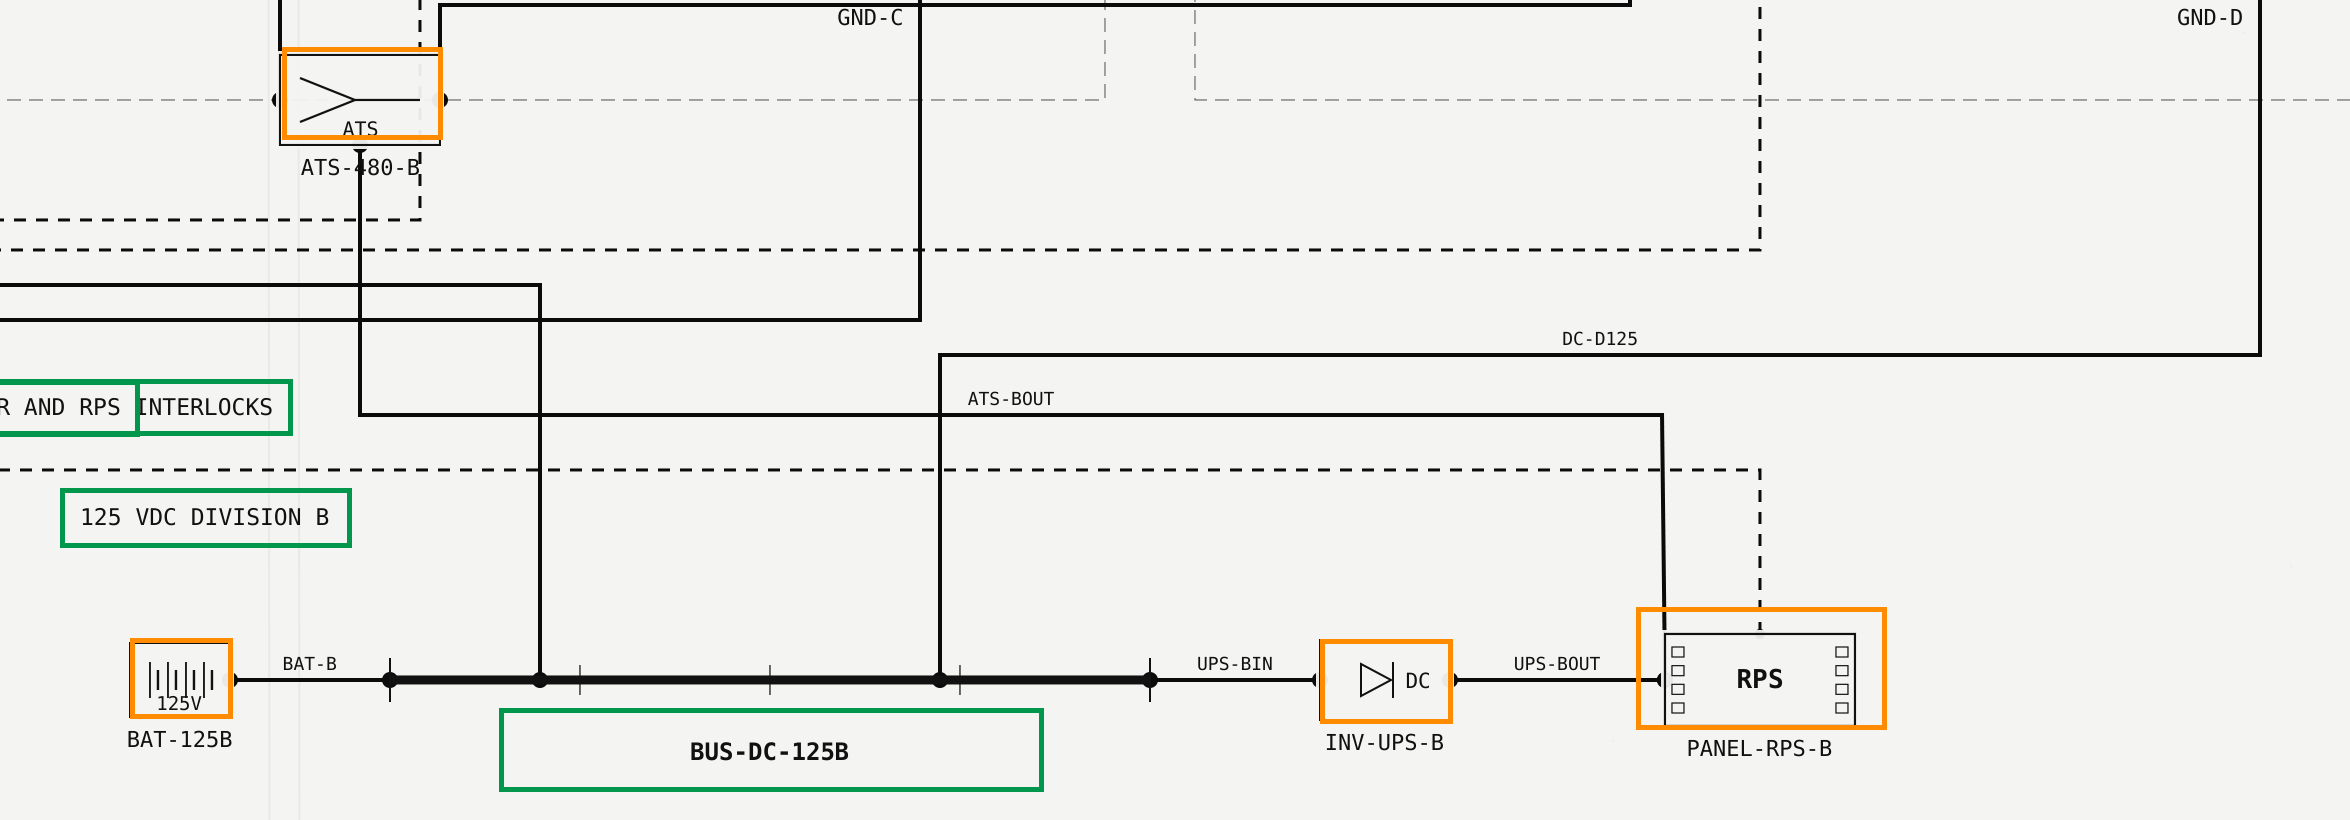 GND-C
GND-D
ATS
ATS-480-B
DC-D125
ATS-BOUT
R AND RPS
INTERLOCKS
125 VDC DIVISION B
125V
BAT-125B
BAT-B
BUS-DC-125B
UPS-BIN
DC
INV-UPS-B
UPS-BOUT
RPS
PANEL-RPS-B